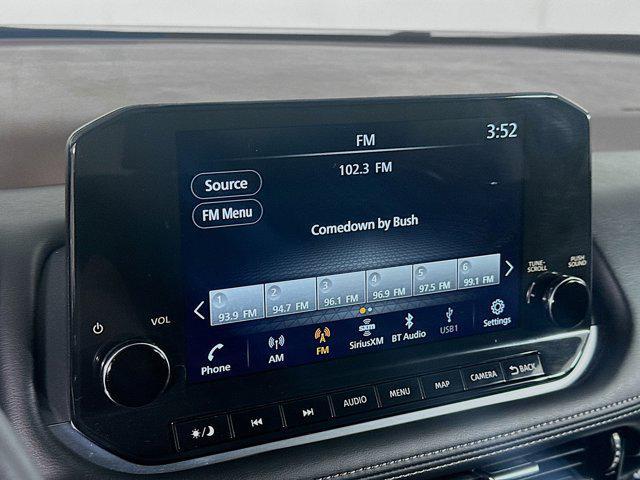 FM
3:52
102.3 FM
Source
FM Menu
Comedown by Bush
1 2 3 4 5 6
93.9 FM 94.7 FM 96.1 FM 96.9 FM 97.5 FM 99.1 FM
Phone AM FM SiriusXM BT Audio USB1 Settings
VOL
TUNE-
SCROLL
PUSH
SOUND
AUDIO MENU MAP CAMERA BACK